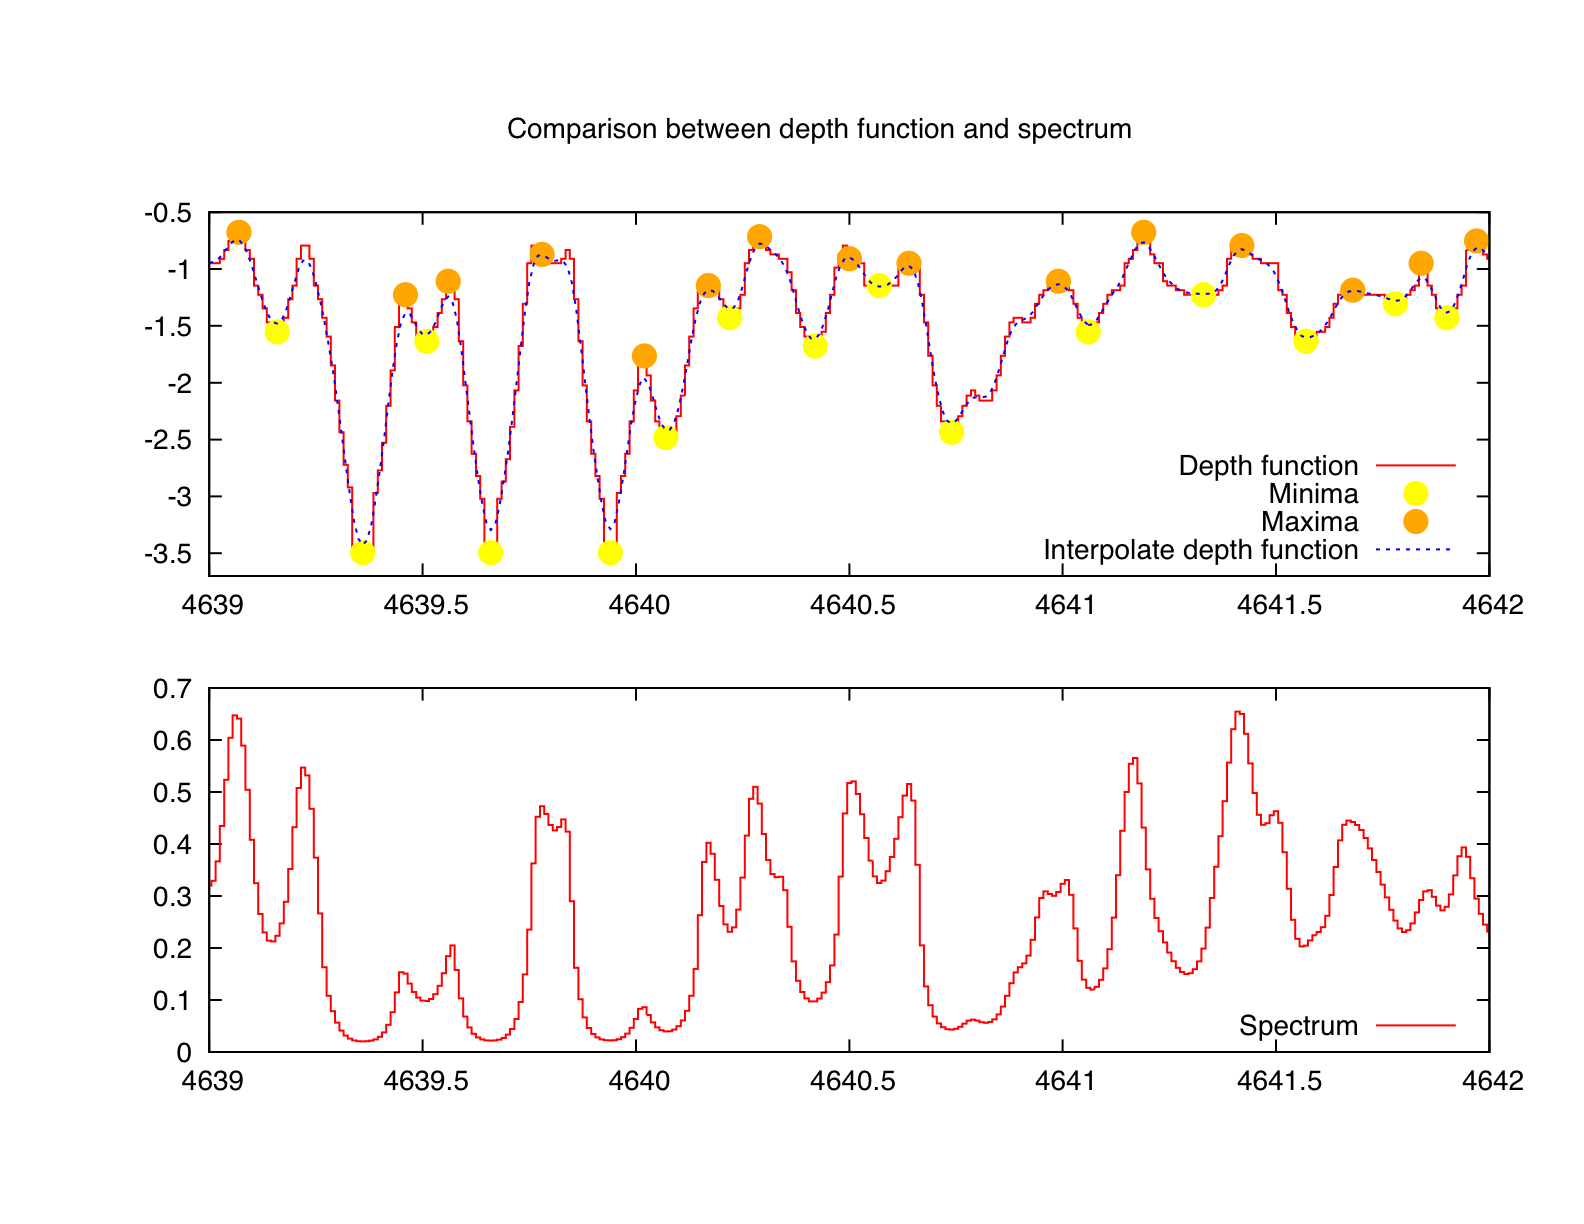 Comparison between depth function and spectrum
-0.5
-1
-1.5
-2
-2.5
-3
-3.5
Depth function
Minima
Maxima
Interpolate depth function
4639 4639.5 4640 4640.5 4641 4641.5 4642
0.7
0.6
0.5
0.4
0.3
0.2
0.1
0
Spectrum
4639 4639.5 4640 4640.5 4641 4641.5 4642